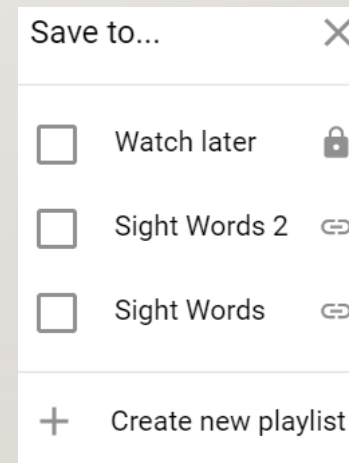 Save to...
Watch later
Sight Words 2
Sight Words
Create new playlist